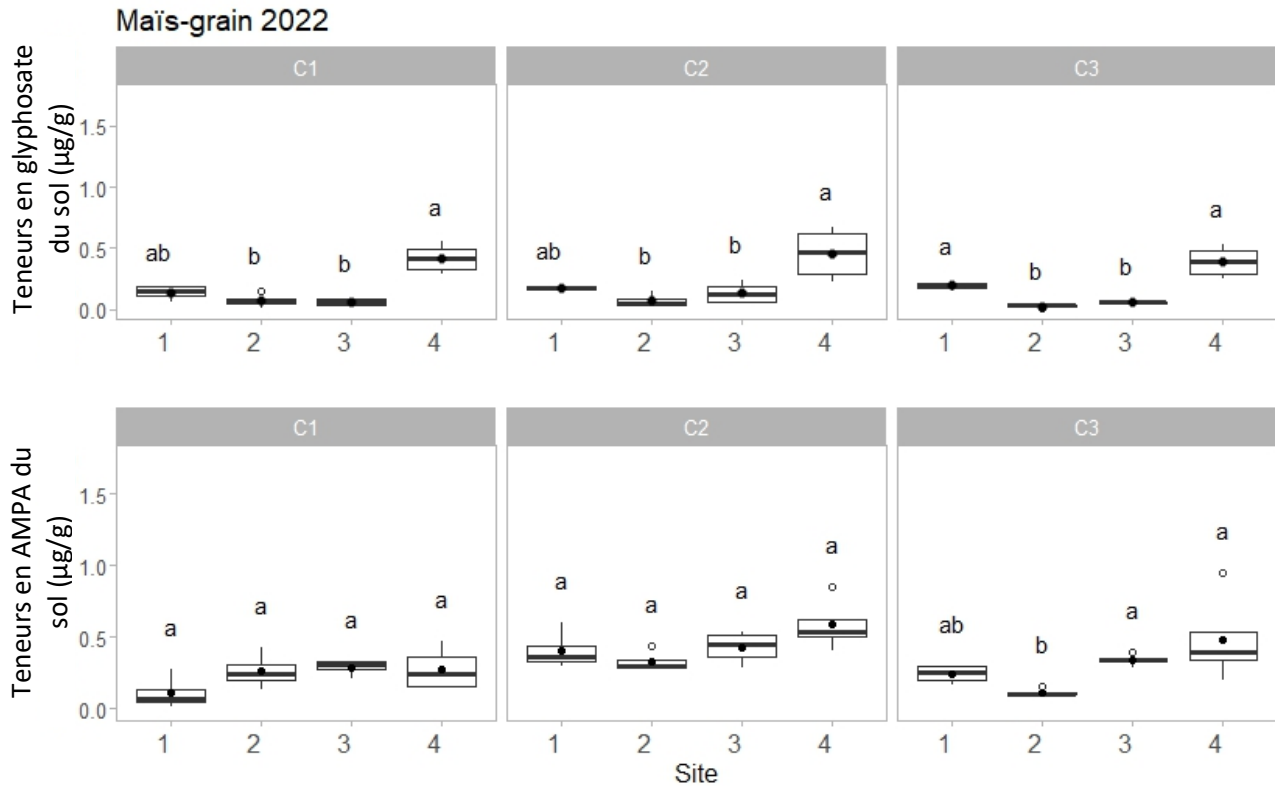 Maïs-grain 2022
Teneurs en glyphosate
du sol (µg/g)
C1
C2
C3
1.5
1.0
0.5
0.0
ab
b
b
a
ab
b
b
a
a
b
b
a
1 2 3 4
1 2 3 4
1 2 3 4
Teneurs en AMPA du
sol (µg/g)
C1
C2
C3
1.5
1.0
0.5
0.0
a
a
a
a
a
a
a
a
ab
b
a
a
1 2 3 4
1 2 3 4
1 2 3 4
Site